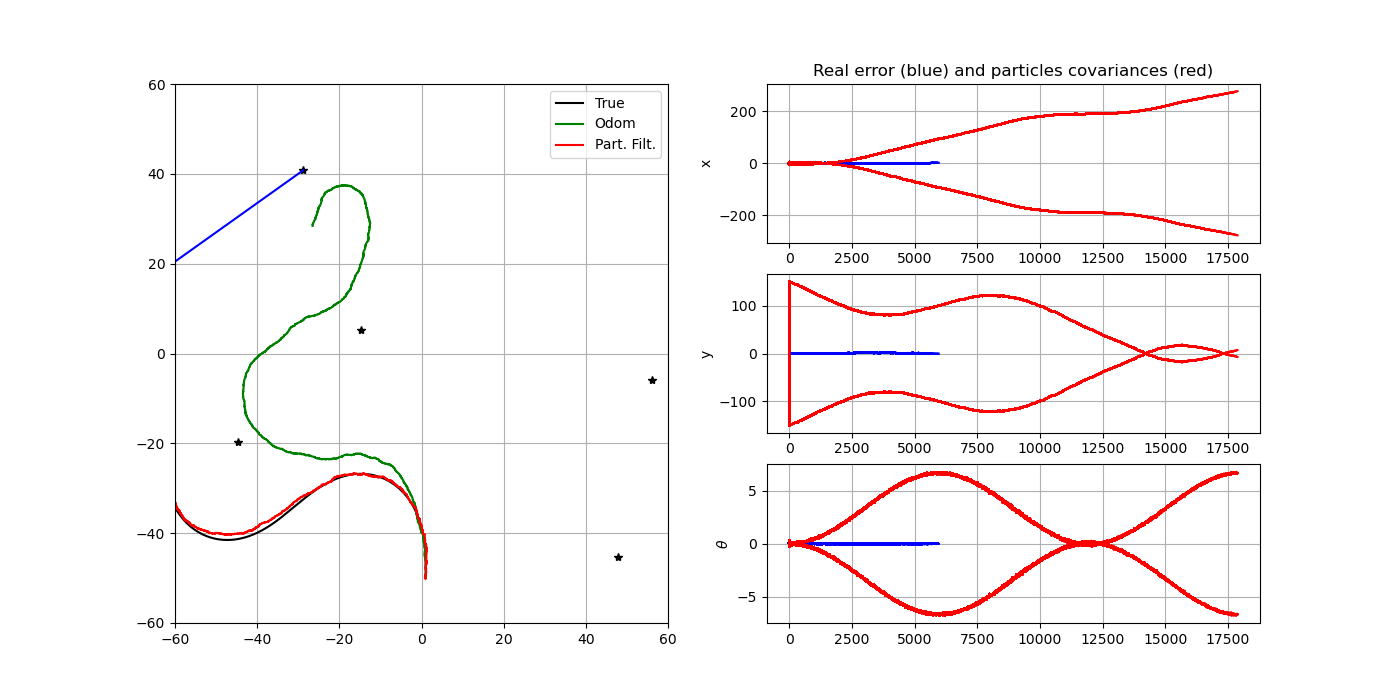 60
40
20
0
−20
−40
−60
−60 −40 −20 0 20 40 60
True
Odom
Part. Filt.
Real error (blue) and particles covariances (red)
x
200
0
−200
0 2500 5000 7500 10000 12500 15000 17500
y
100
0
−100
0 2500 5000 7500 10000 12500 15000 17500
θ
5
0
−5
0 2500 5000 7500 10000 12500 15000 17500